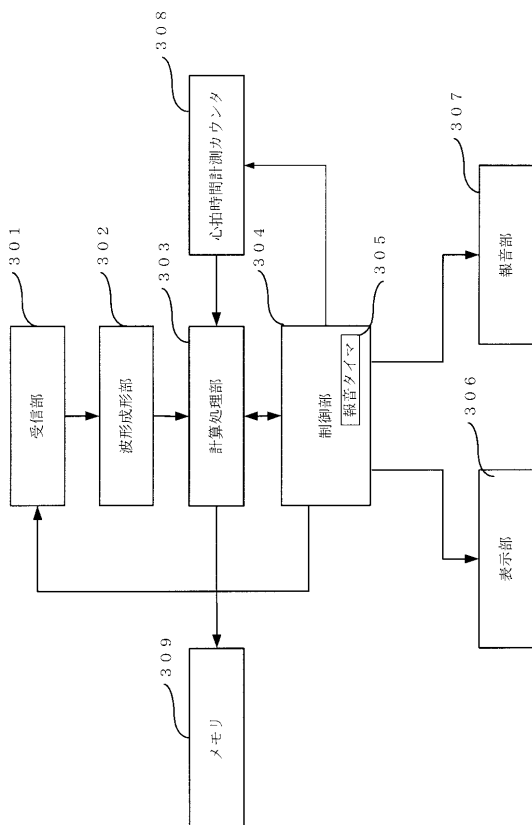 ３０１
受信部
３０２
波形成形部
３０８
心拍時間計測カウンタ
３０３
計算処理部
３０４
制御部
３０５
報音タイマ
３０９
メモリ
３０６
表示部
３０７
報音部